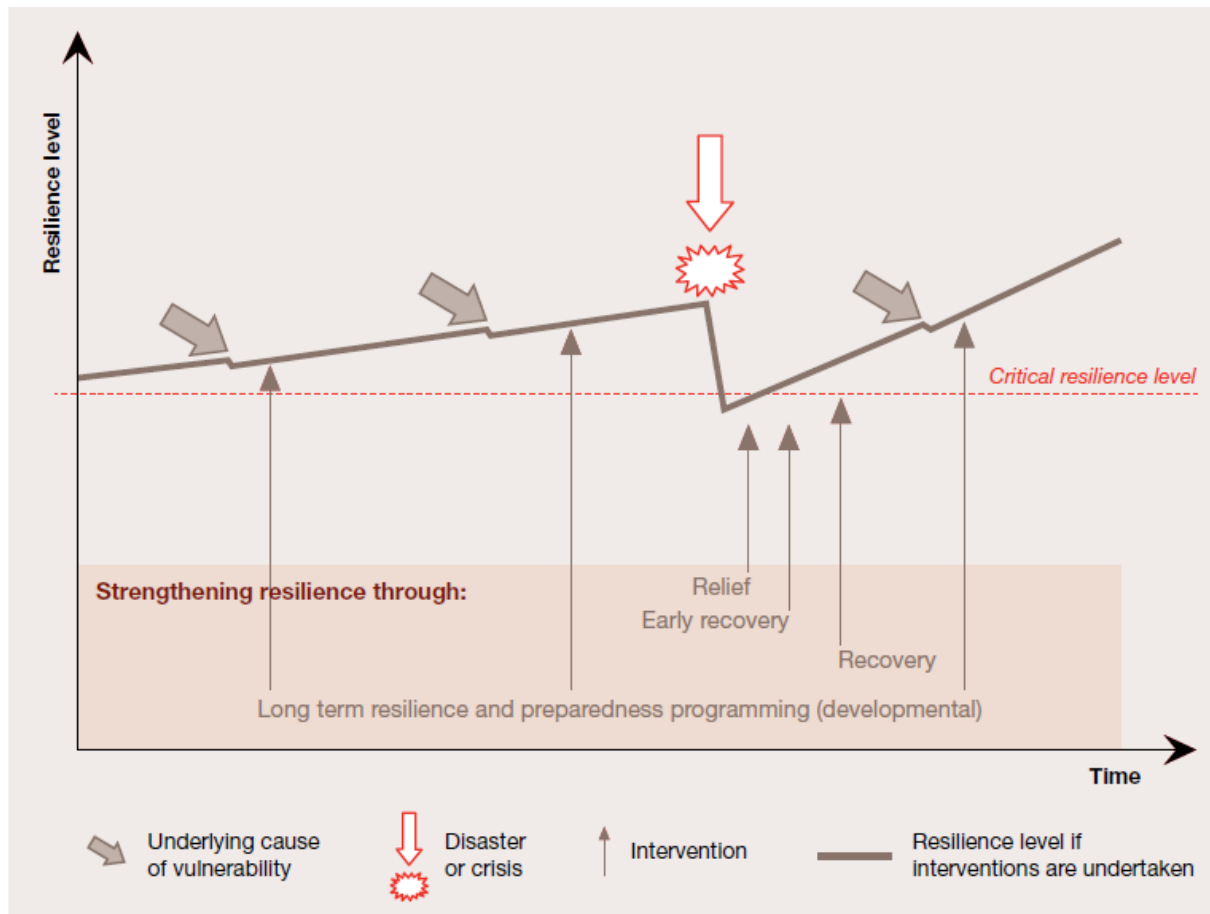 Resilience level
Critical resilience level
Strengthening resilience through:
Relief
Early recovery
Recovery
Long term resilience and preparedness programming (developmental)
Time
Underlying cause
of vulnerability
Disaster
or crisis
Intervention
Resilience level if
interventions are undertaken